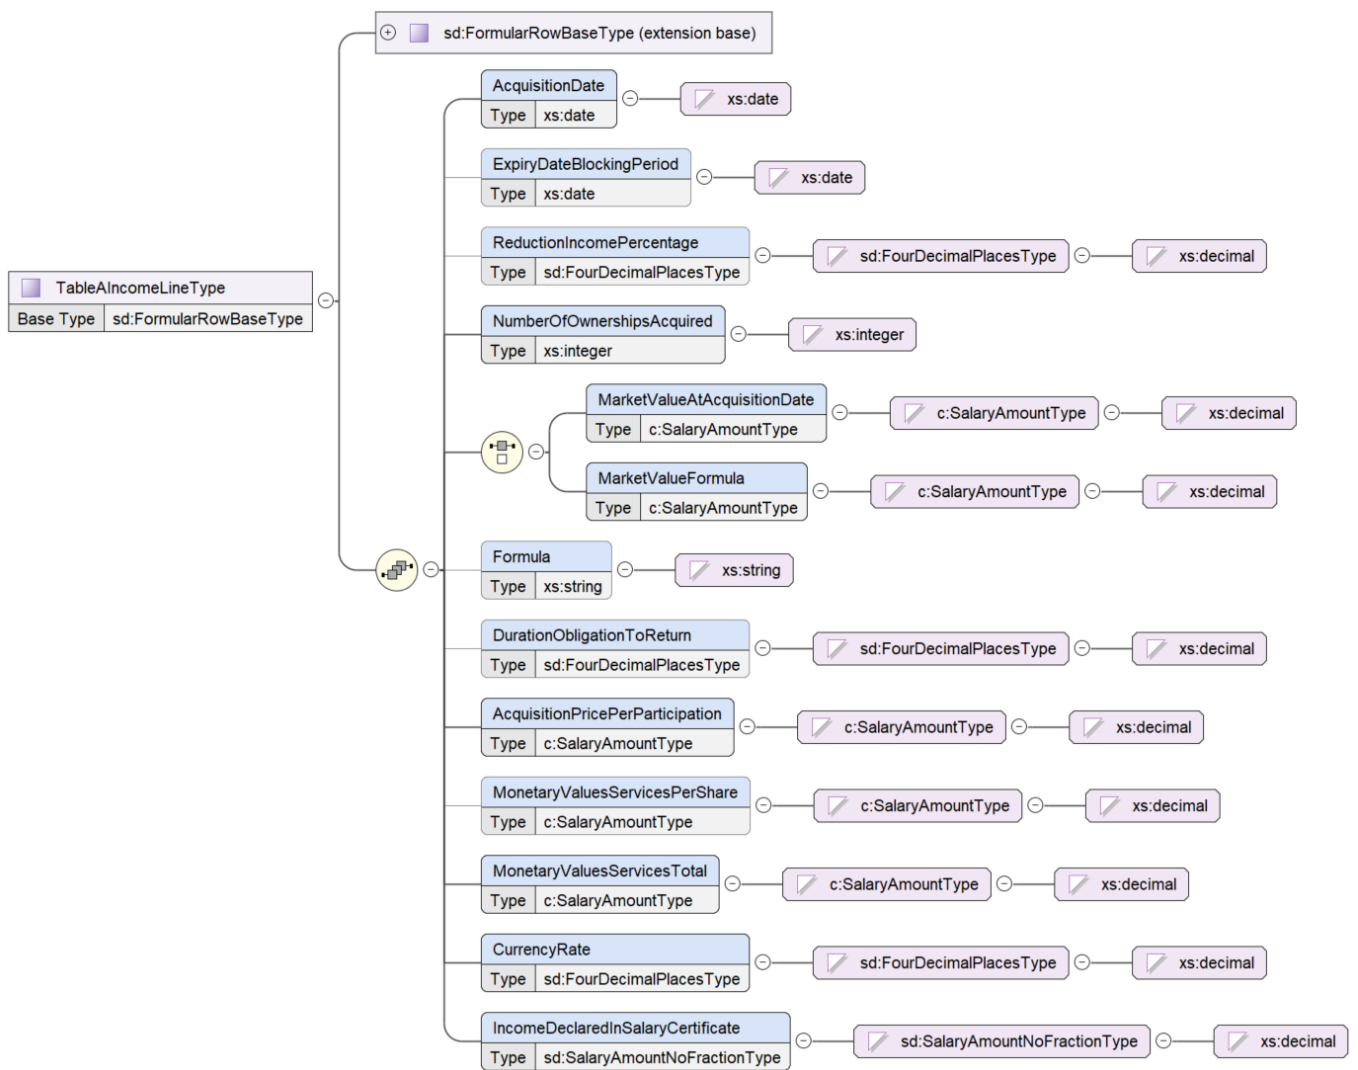 sd:FormularRowBaseType (extension base)
AcquisitionDate
Type xs:date
xs:date
ExpiryDateBlockingPeriod
Type xs:date
xs:date
ReductionIncomePercentage
Type sd:FourDecimalPlacesType
sd:FourDecimalPlacesType
xs:decimal
TableAIncomeLineType
Base Type sd:FormularRowBaseType
NumberOfOwnershipsAcquired
Type xs:integer
xs:integer
MarketValueAtAcquisitionDate
Type c:SalaryAmountType
c:SalaryAmountType
xs:decimal
MarketValueFormula
Type c:SalaryAmountType
c:SalaryAmountType
xs:decimal
Formula
Type xs:string
xs:string
DurationObligationToReturn
Type sd:FourDecimalPlacesType
sd:FourDecimalPlacesType
xs:decimal
AcquisitionPricePerParticipation
Type c:SalaryAmountType
c:SalaryAmountType
xs:decimal
MonetaryValuesServicesPerShare
Type c:SalaryAmountType
c:SalaryAmountType
xs:decimal
MonetaryValuesServicesTotal
Type c:SalaryAmountType
c:SalaryAmountType
xs:decimal
CurrencyRate
Type sd:FourDecimalPlacesType
sd:FourDecimalPlacesType
xs:decimal
IncomeDeclaredInSalaryCertificate
Type sd:SalaryAmountNoFractionType
sd:SalaryAmountNoFractionType
xs:decimal